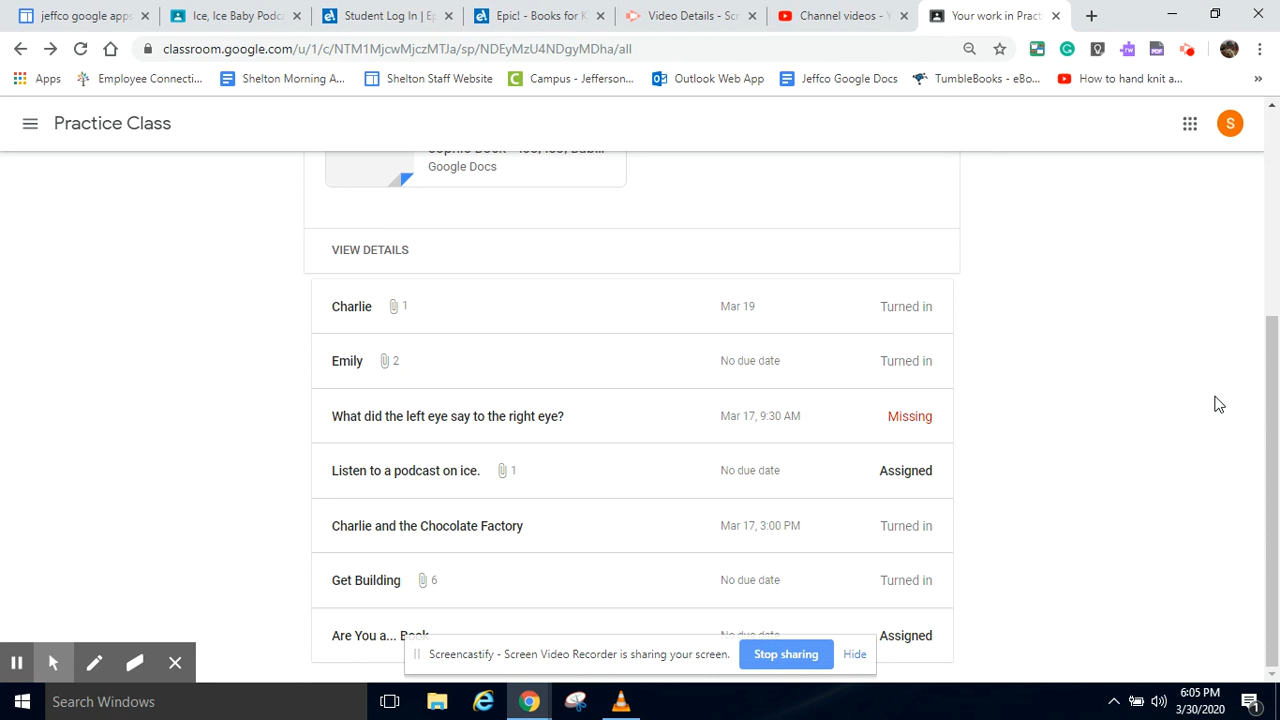 jeffco google apps
Ice, Ice Baby Podc
Student Log In | Ep
Epic! - Books for K
Video Details
Channel videos - Y
Your work in Pract
classroom.google.com/u/1/c/NTM1MjcwMjczMTJa/sp/NDEyMzU4NDgyMDha/all
Apps
Employee Connecti...
Shelton Morning A...
Shelton Staff Website
Campus - Jefferson...
Outlook Web App
Jeffco Google Docs
TumbleBooks - eBo...
How to hand knit a...
»
Practice Class
S
Sophie Book - Ice, Ice, Bab...
Google Docs
VIEW DETAILS
Charlie 1 Mar 19 Turned in
Emily 2 No due date Turned in
What did the left eye say to the right eye? Mar 17, 9:30 AM Missing
Listen to a podcast on ice. 1 No due date Assigned
Charlie and the Chocolate Factory Mar 17, 3:00 PM Turned in
Get Building 6 No due date Turned in
Are You a... Book No due date Assigned
Screencastify - Screen Video Recorder is sharing your screen. Stop sharing Hide
Search Windows
6:05 PM
3/30/2020
1